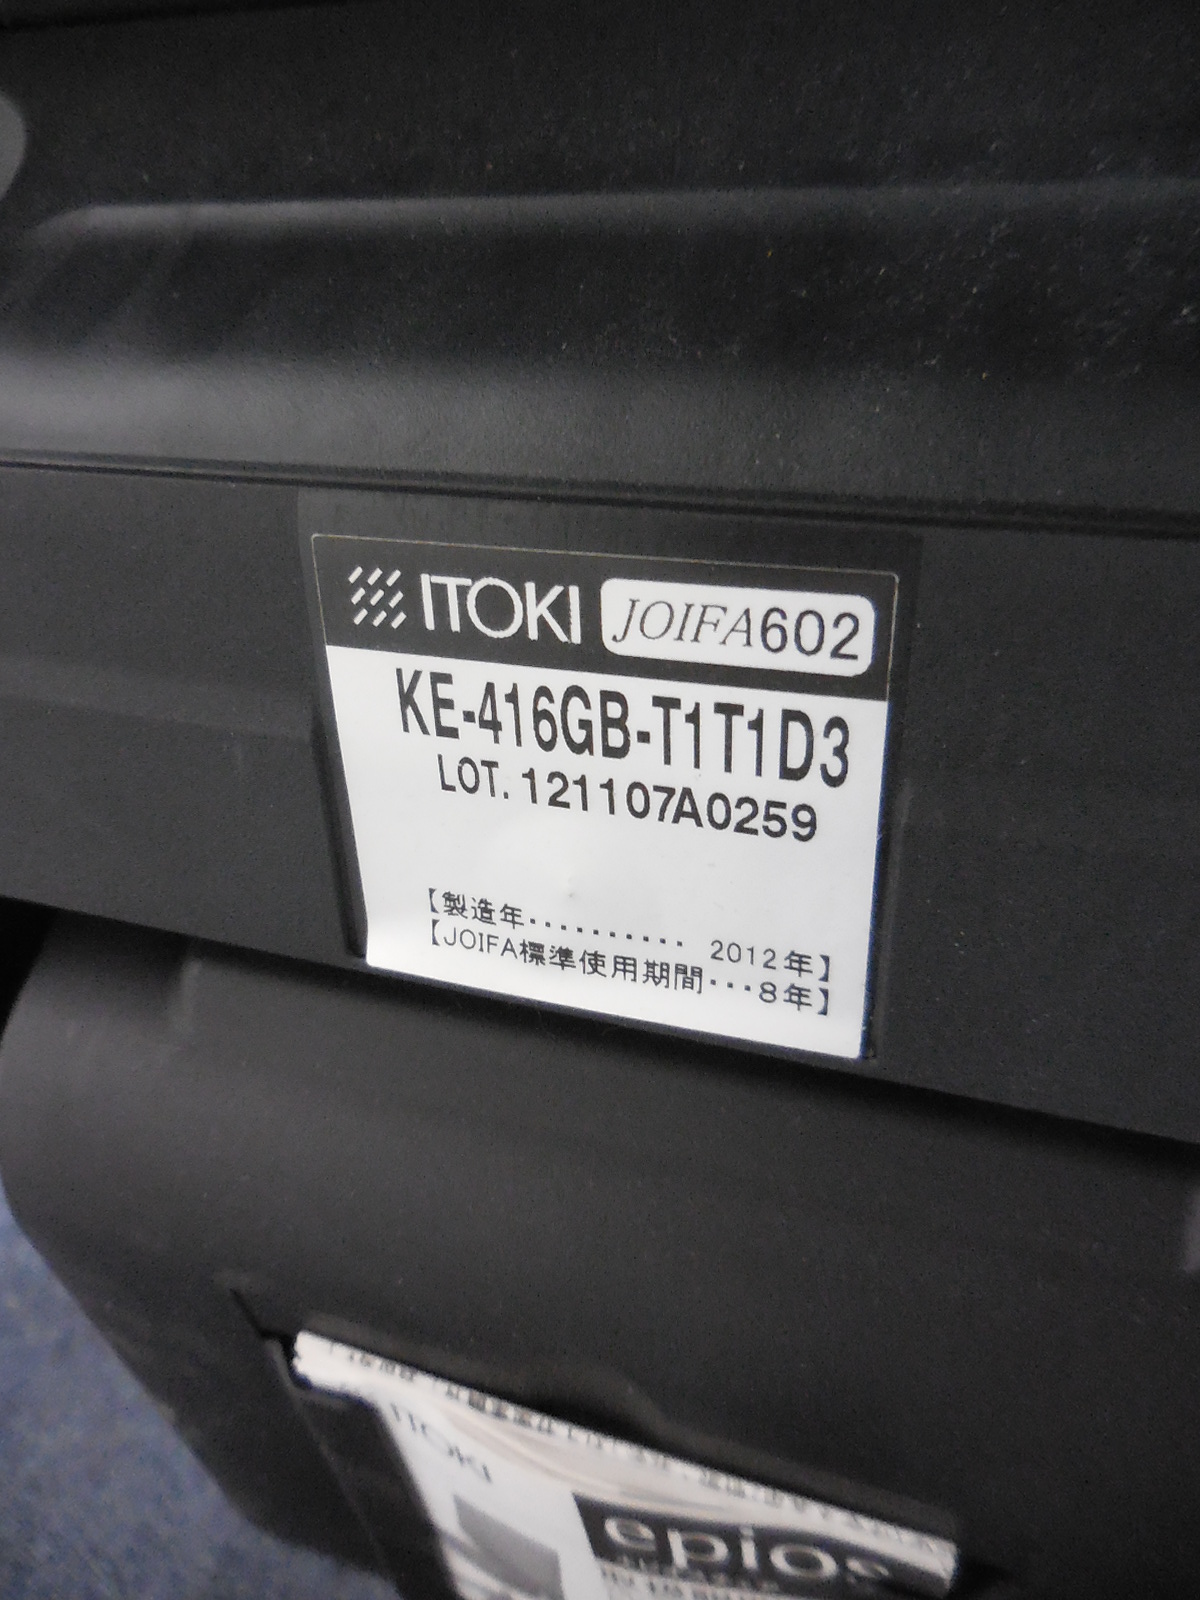 ITOKI JOIFA602
KE-416GB-T1T1D3
LOT. 121107A0259
【製造年.......... 2012年】
【JOIFA標準使用期間...8年】
ITOKI
epios